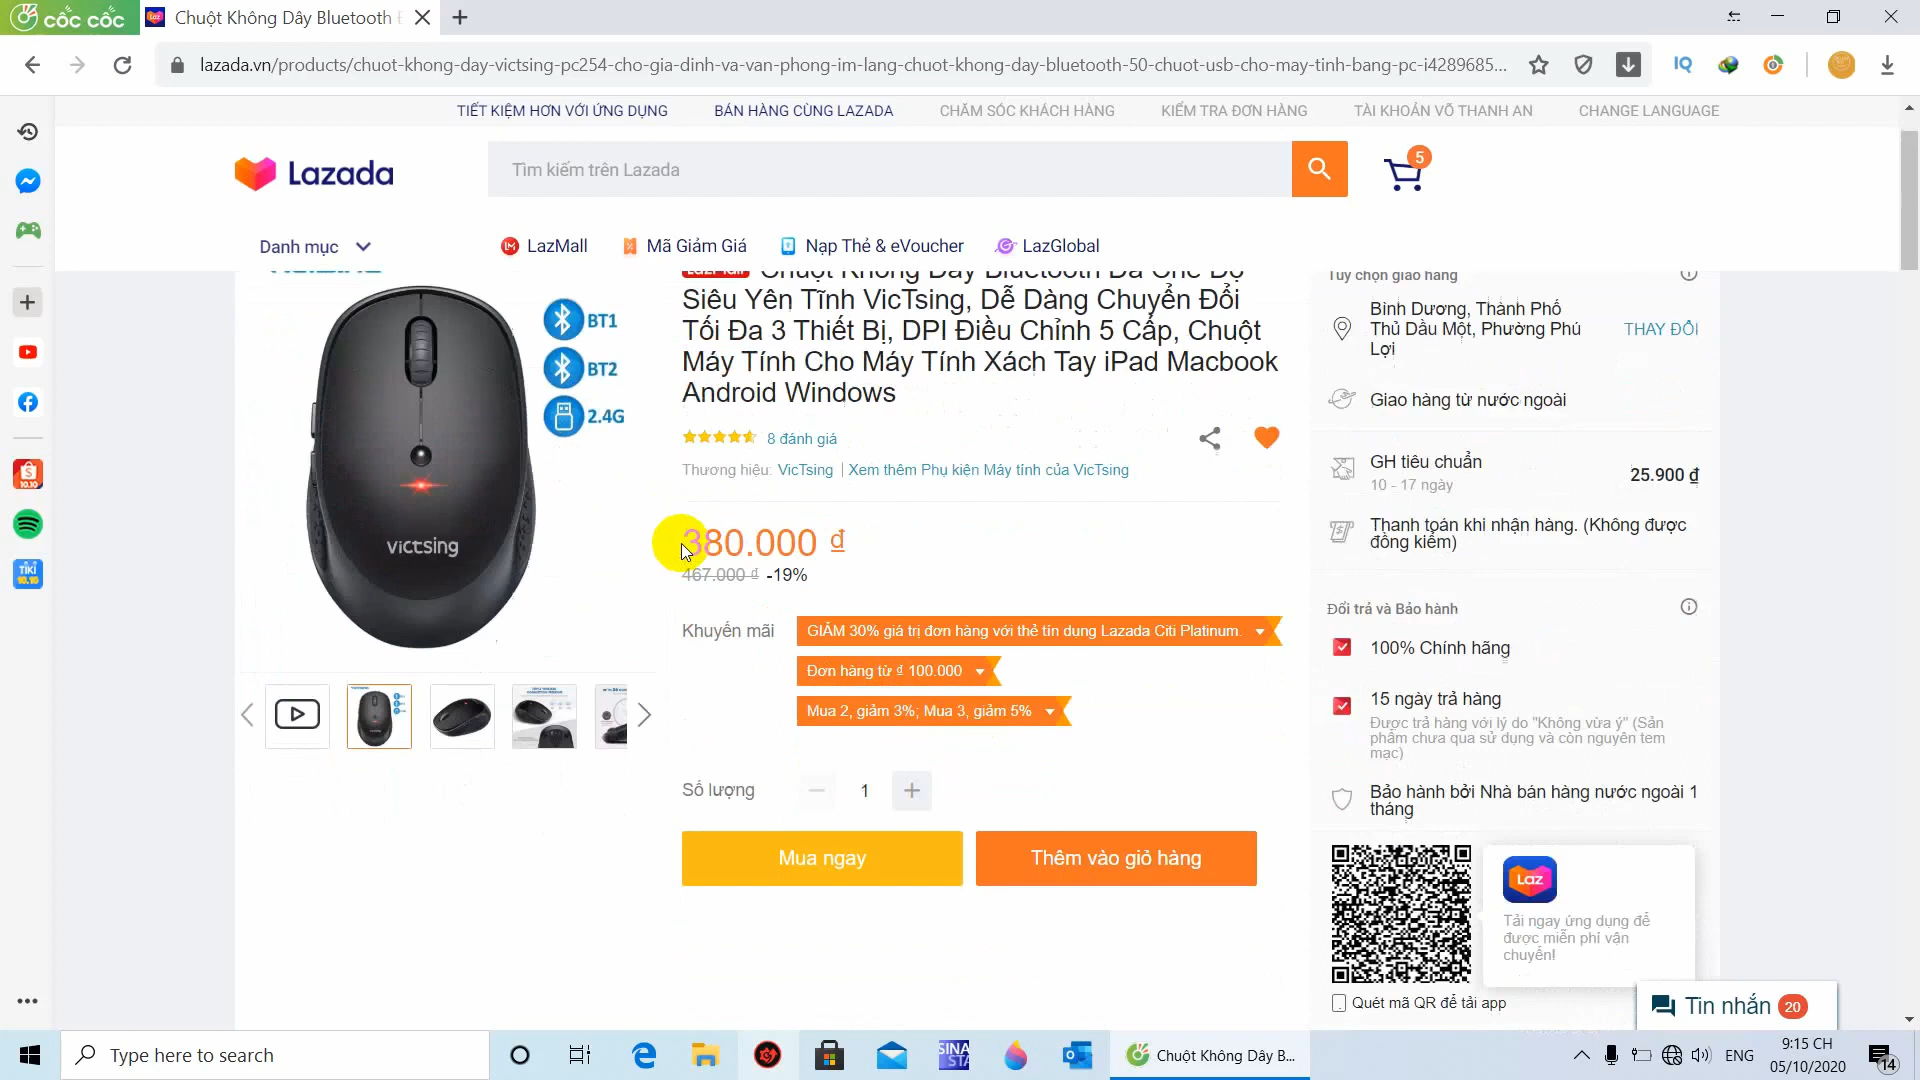 cốc cốc
Chuột Không Dây Bluetooth Đ
lazada.vn/products/chuot-khong-day-victsing-pc254-cho-gia-dinh-va-van-phong-im-lang-chuot-khong-day-bluetooth-50-chuot-usb-cho-may-tinh-bang-pc-i4289685...
TIẾT KIỆM HƠN VỚI ỨNG DỤNG
BÁN HÀNG CÙNG LAZADA
CHĂM SÓC KHÁCH HÀNG
KIỂM TRA ĐƠN HÀNG
TÀI KHOẢN VÕ THANH AN
CHANGE LANGUAGE
Lazada
Tìm kiếm trên Lazada
5
Danh mục
LazMall
Mã Giảm Giá
Nạp Thẻ & eVoucher
LazGlobal
LazMall Chuột Không Dây Bluetooth Đa Chế Độ
Siêu Yên Tĩnh VicTsing, Dễ Dàng Chuyển Đổi
Tối Đa 3 Thiết Bị, DPI Điều Chỉnh 5 Cấp, Chuột
Máy Tính Cho Máy Tính Xách Tay iPad Macbook
Android Windows
BT1
BT2
2.4G
victsing
8 đánh giá
Thương hiệu: VicTsing | Xem thêm Phụ kiện Máy tính của VicTsing
380.000 ₫
467.000 ₫ -19%
Khuyến mãi
GIẢM 30% giá trị đơn hàng với thẻ tín dụng Lazada Citi Platinum.
Đơn hàng từ ₫ 100.000
Mua 2, giảm 3%; Mua 3, giảm 5%
Số lượng
1
Mua ngay
Thêm vào giỏ hàng
Tùy chọn giao hàng
Bình Dương, Thành Phố
Thủ Dầu Một, Phường Phú
Lợi
THAY ĐỔI
Giao hàng từ nước ngoài
GH tiêu chuẩn
10 - 17 ngày
25.900 ₫
Thanh toán khi nhận hàng. (Không được
đồng kiểm)
Đổi trả và Bảo hành
100% Chính hãng
15 ngày trả hàng
Được trả hàng với lý do "Không vừa ý" (Sản
phẩm chưa qua sử dụng và còn nguyên tem
mạc)
Bảo hành bởi Nhà bán hàng nước ngoài 1
tháng
Laz
Tải ngay ứng dụng để
được miễn phí vận
chuyển!
Quét mã QR để tải app
Tin nhắn 20
IQ
10.10
TIKI
10.10
Type here to search
Chuột Không Dây B...
ENG
9:15 CH
05/10/2020
14